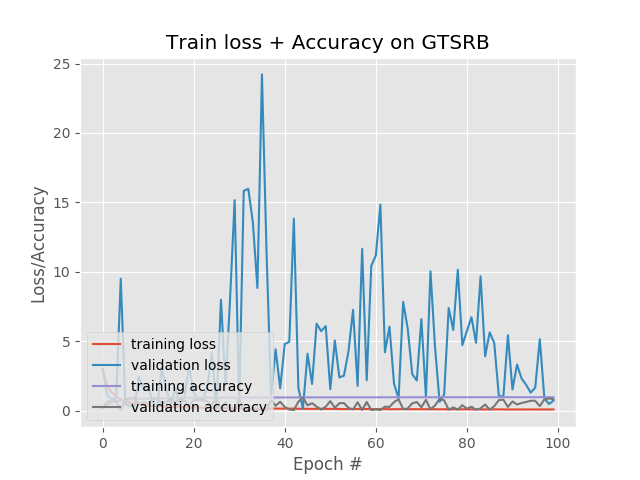 Train loss + Accuracy on GTSRB
25
20
15
10
5
0
Loss/Accuracy
training loss
validation loss
trining accuracy
validation accuracy
0 20 40 60 80 100
Epoch #